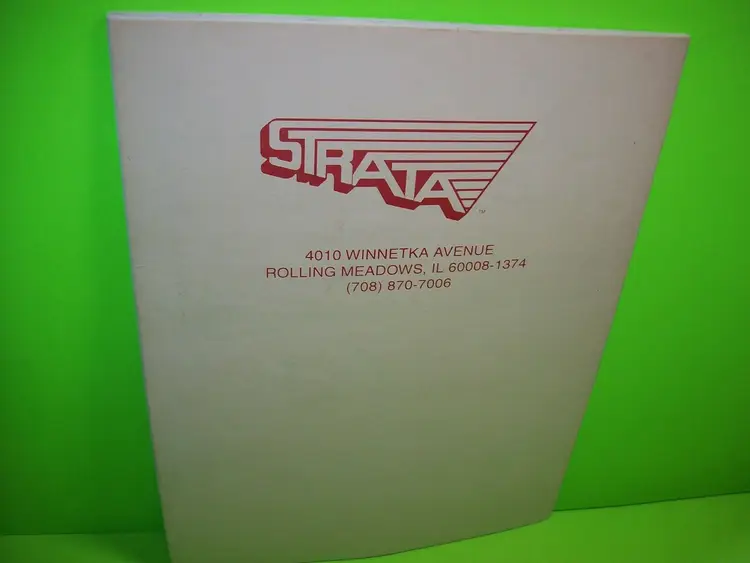 STRATA
TM
4010 WINNETKA AVENUE
ROLLING MEADOWS, IL 60008-1374
(708) 870-7006